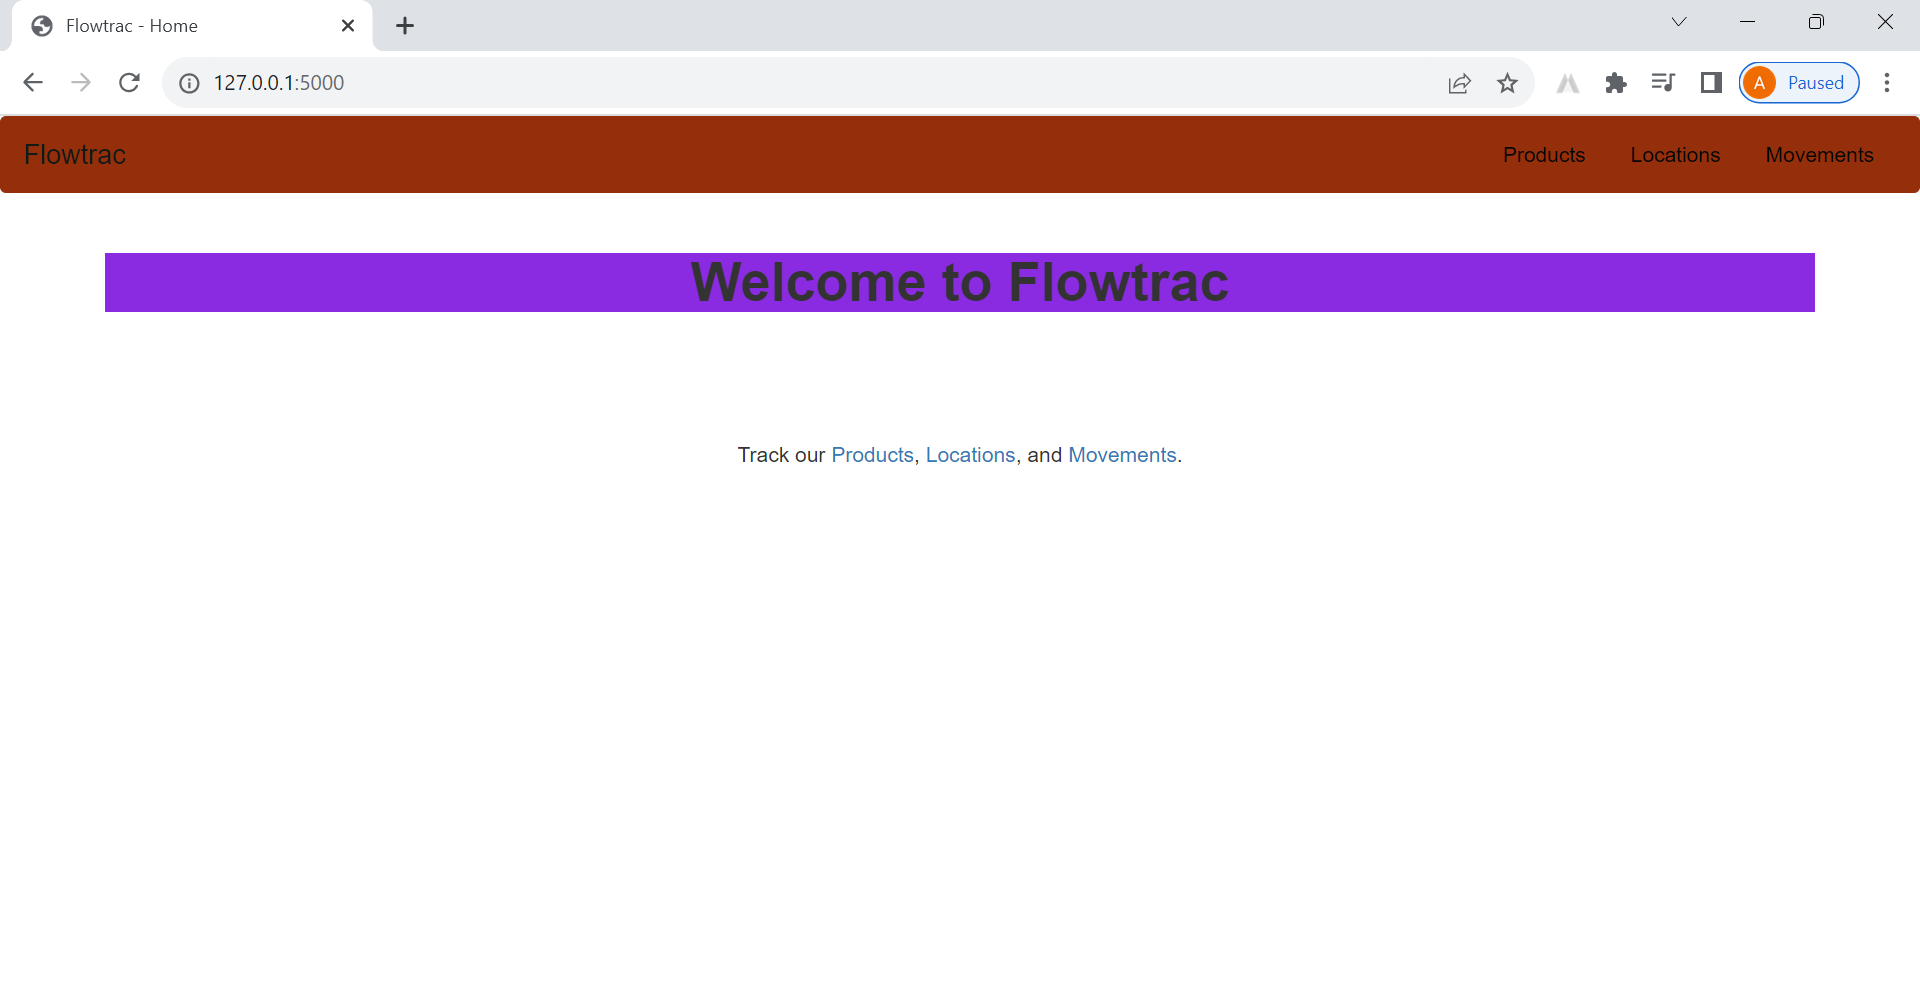 Flowtrac - Home
127.0.0.1:5000
A Paused
Flowtrac Products Locations Movements
Welcome to Flowtrac
Track our Products, Locations, and Movements.